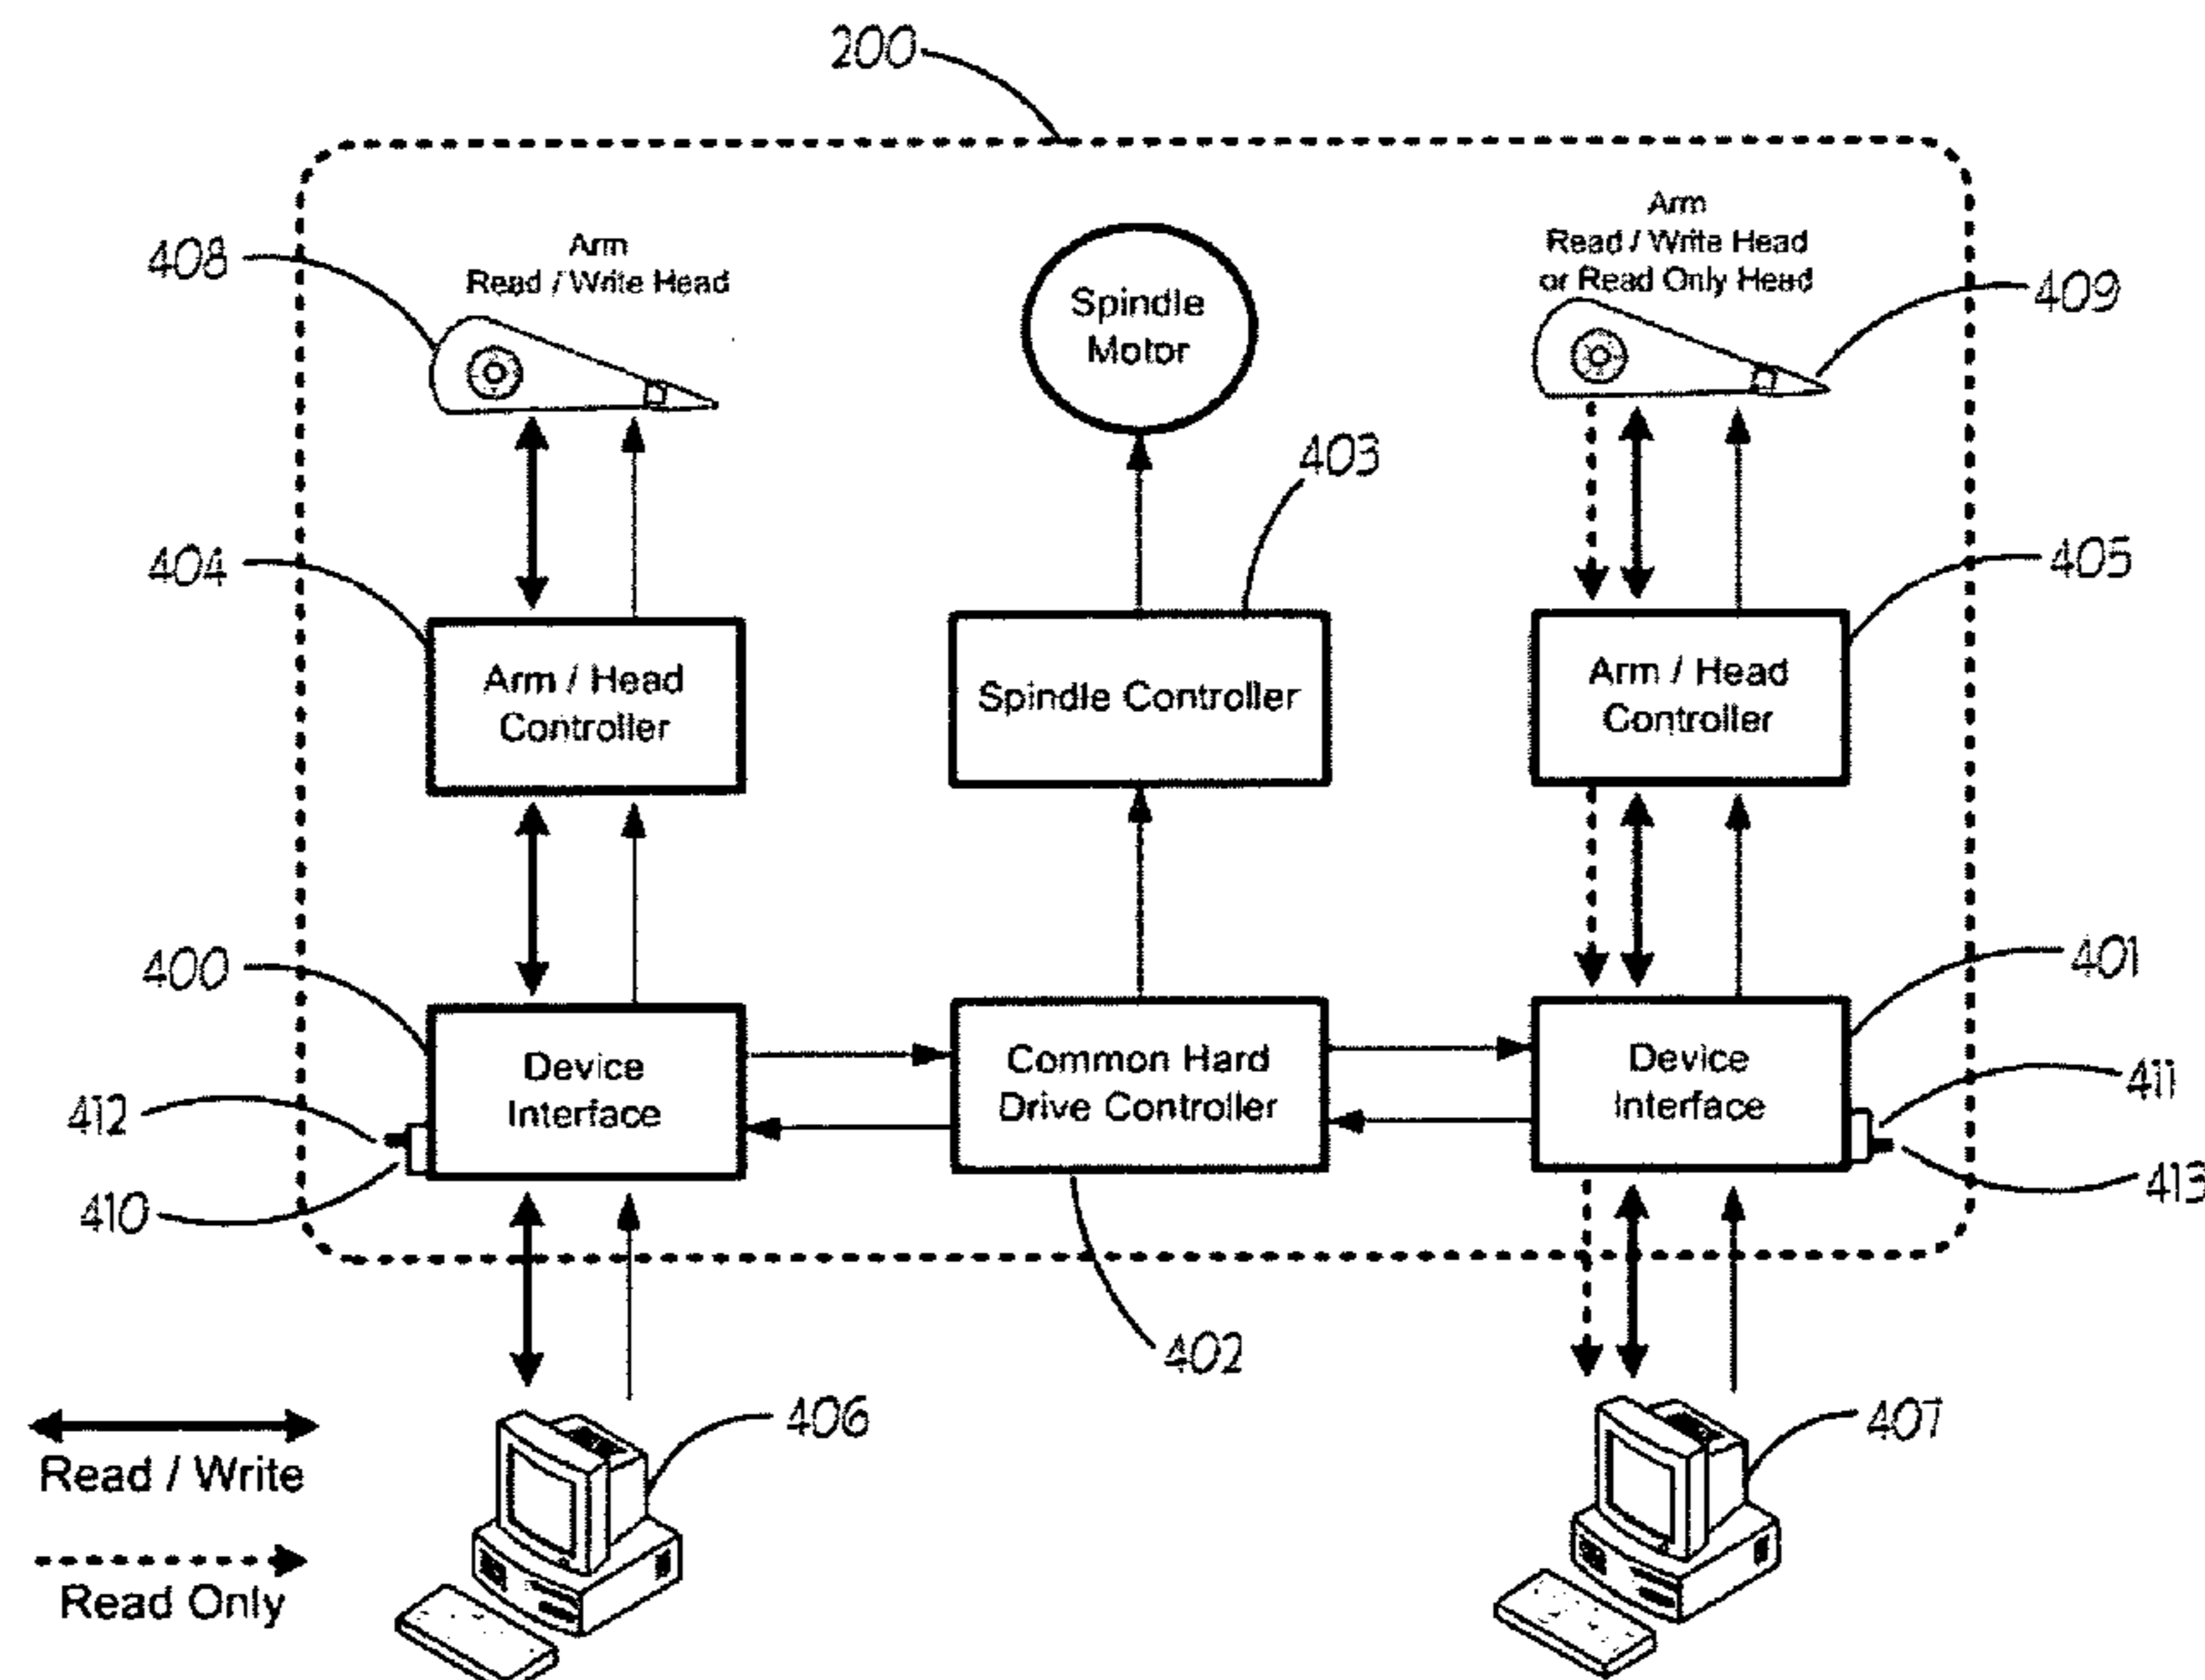 200
Arm
Read / Write Head
408
Spindle
Motor
Arm
Read / Write Head
or Read Only Head
409
403
404
Arm / Head
Controller
Spindle Controller
Arm / Head
Controller
405
400
Device
Interface
Common Hard
Drive Controller
Device
Interface
401
411
412
410
413
402
Read / Write
406
407
Read Only